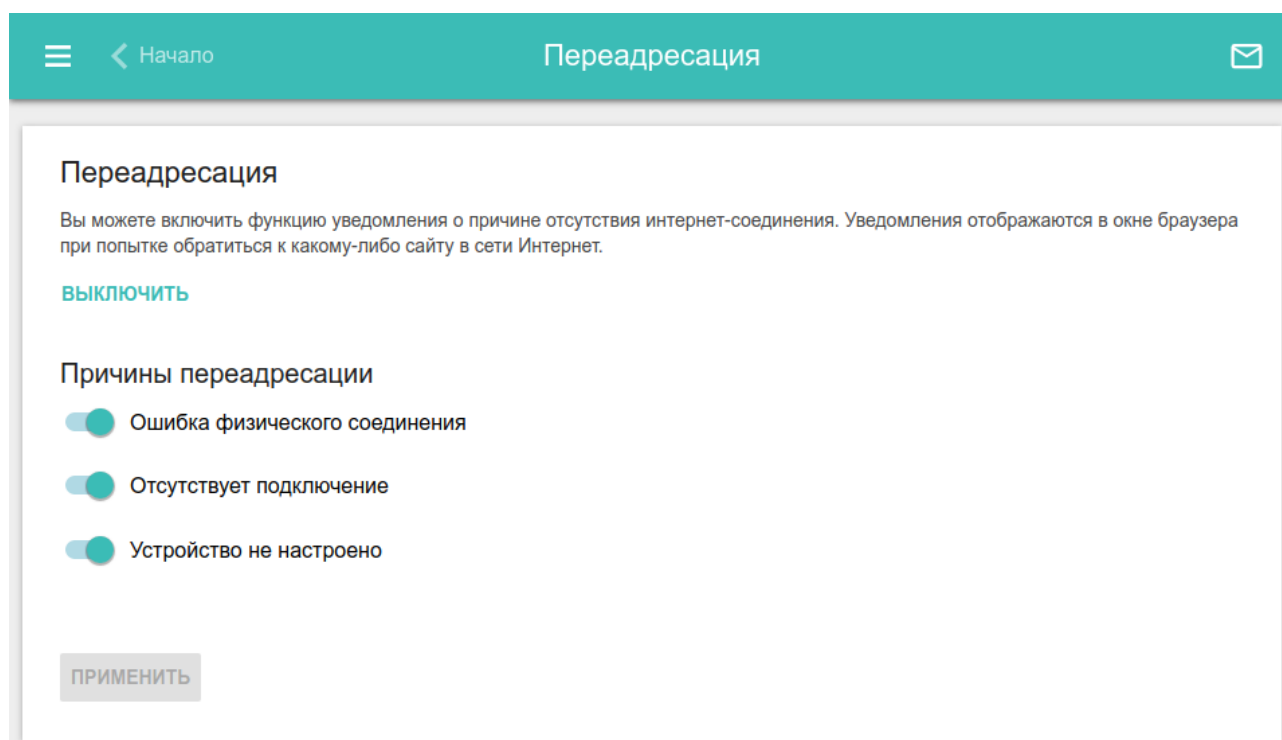 Начало
Переадресация
Переадресация
Вы можете включить функцию уведомления о причине отсутствия интернет-соединения. Уведомления отображаются в окне браузера
при попытке обратиться к какому-либо сайту в сети Интернет.
ВЫКЛЮЧИТЬ
Причины переадресации
Ошибка физического соединения
Отсутствует подключение
Устройство не настроено
ПРИМЕНИТЬ